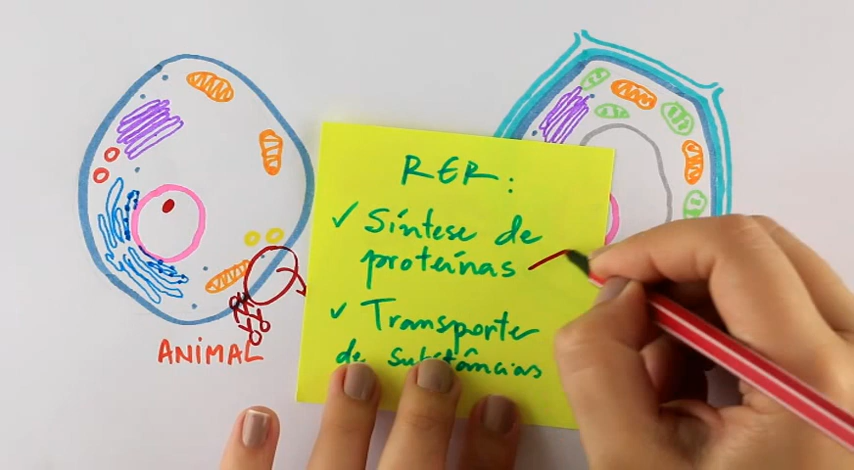 RER:
✓ Síntese de
proteínas
✓ Transporte
de substâncias
ANIMAL